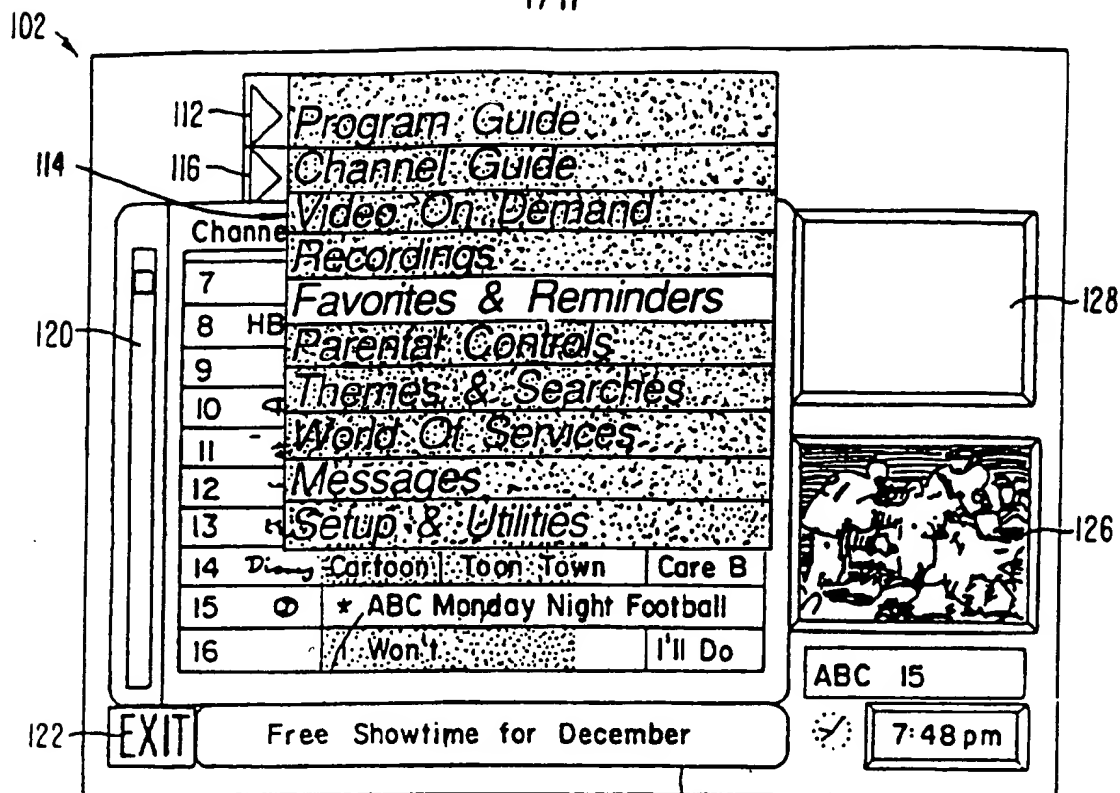 102
112
Program Guide
116
Channel Guide
114
Video On Demand
Channe
Recordings
7
Favorites & Reminders
128
120
8 HB
Parental Controls
9
Themes & Searches
10
World Of Services
11
Messages
12
Setup & Utilities
13
126
14 Disney Cartoon Toon Town Care B
15 * ABC Monday Night Football
16 I Won't I'll Do
ABC 15
122
EXIT
Free Showtime for December
7:48 pm